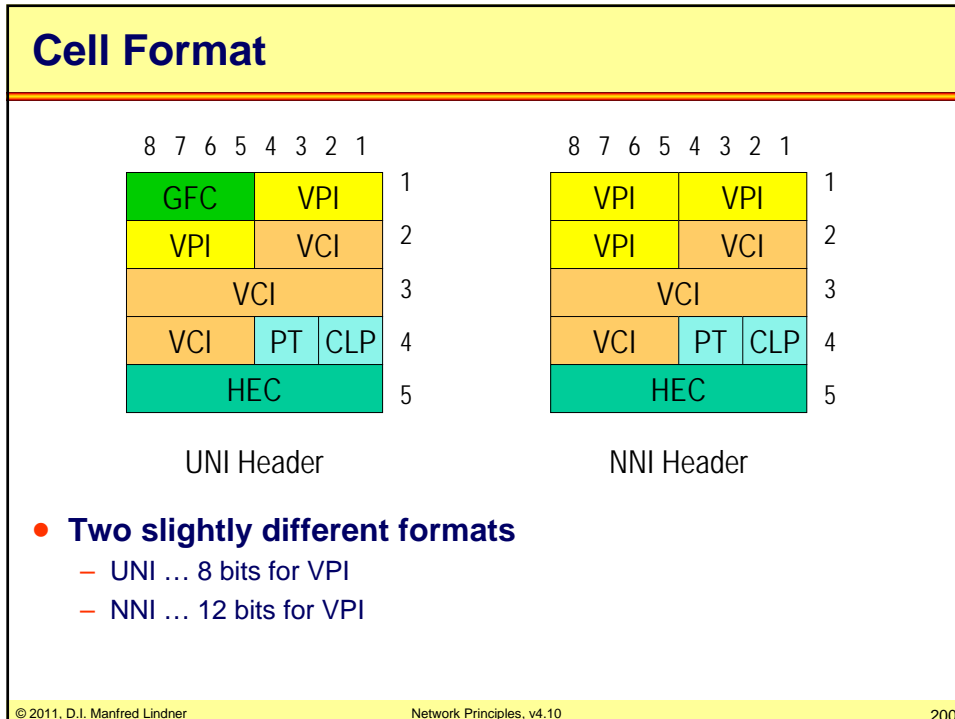 Cell Format
8 7 6 5 4 3 2 1
GFC VPI 1
VPI VCI 2
VCI 3
VCI PT CLP 4
HEC 5
UNI Header
8 7 6 5 4 3 2 1
VPI VPI 1
VPI VCI 2
VCI 3
VCI PT CLP 4
HEC 5
NNI Header
• Two slightly different formats
– UNI … 8 bits for VPI
– NNI … 12 bits for VPI
© 2011, D.I. Manfred Lindner Network Principles, v4.10 200